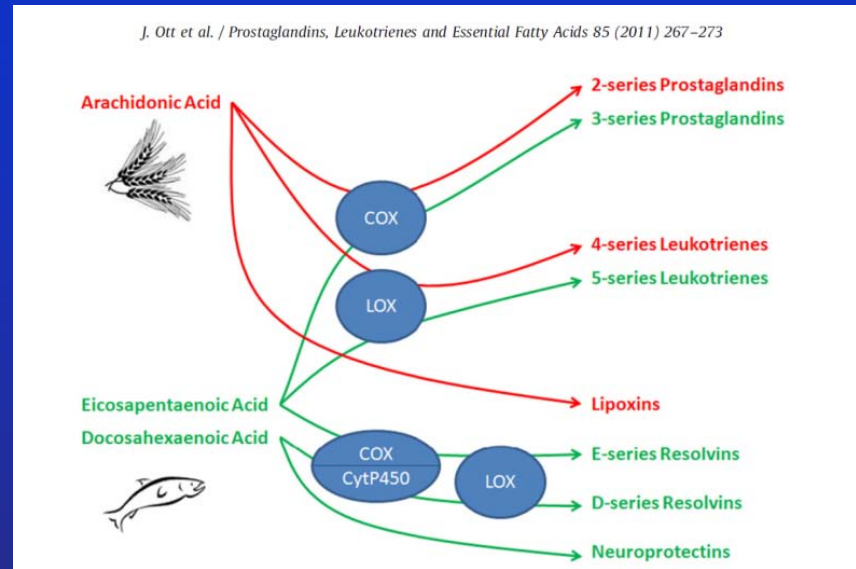 J. Ott et al. / Prostaglandins, Leukotrienes and Essential Fatty Acids 85 (2011) 267–273
Arachidonic Acid
2-series Prostaglandins
3-series Prostaglandins
COX
4-series Leukotrienes
5-series Leukotrienes
LOX
Eicosapentaenoic Acid
Lipoxins
Docosahexaenoic Acid
COX
CytP450
LOX
E-series Resolvins
D-series Resolvins
Neuroprotectins